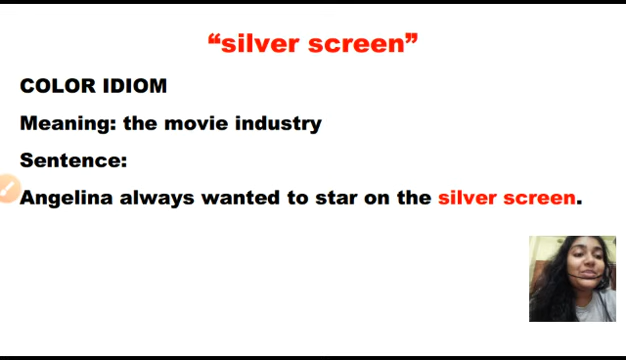 “silver screen”
COLOR IDIOM
Meaning: the movie industry
Sentence:
Angelina always wanted to star on the silver screen.